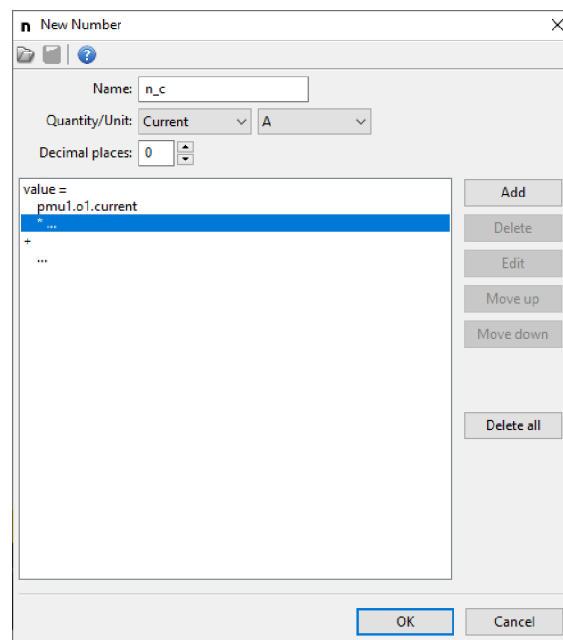 n New Number
Name: n_c
Quantity/Unit: Current A
Decimal places: 0
value =
pmu1.o1.current
* ...
+
...
Add
Delete
Edit
Move up
Move down
Delete all
OK
Cancel